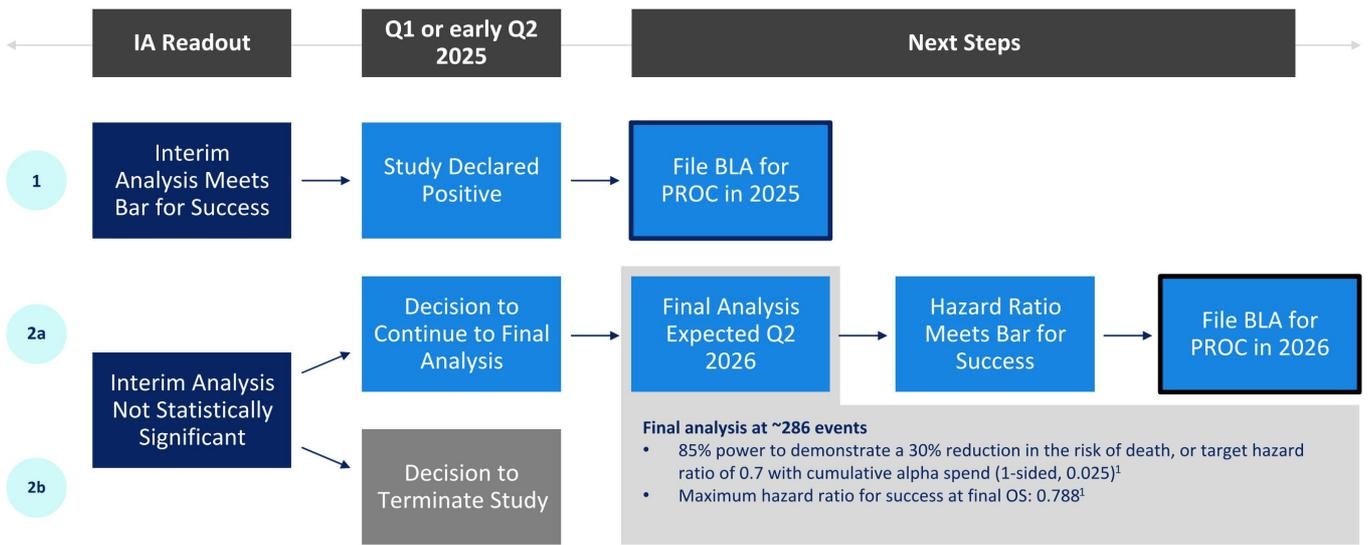 IA Readout
Q1 or early Q2
2025
Next Steps
1
Interim
Analysis Meets
Bar for Success
Study Declared
Positive
File BLA for
PROC in 2025
2a
Interim Analysis
Not Statistically
Significant
Decision to
Continue to Final
Analysis
Final Analysis
Expected Q2
2026
Hazard Ratio
Meets Bar for
Success
File BLA for
PROC in 2026
2b
Decision to
Terminate Study
Final analysis at ~286 events
• 85% power to demonstrate a 30% reduction in the risk of death, or target hazard
ratio of 0.7 with cumulative alpha spend (1-sided, 0.025)¹
• Maximum hazard ratio for success at final OS: 0.788¹